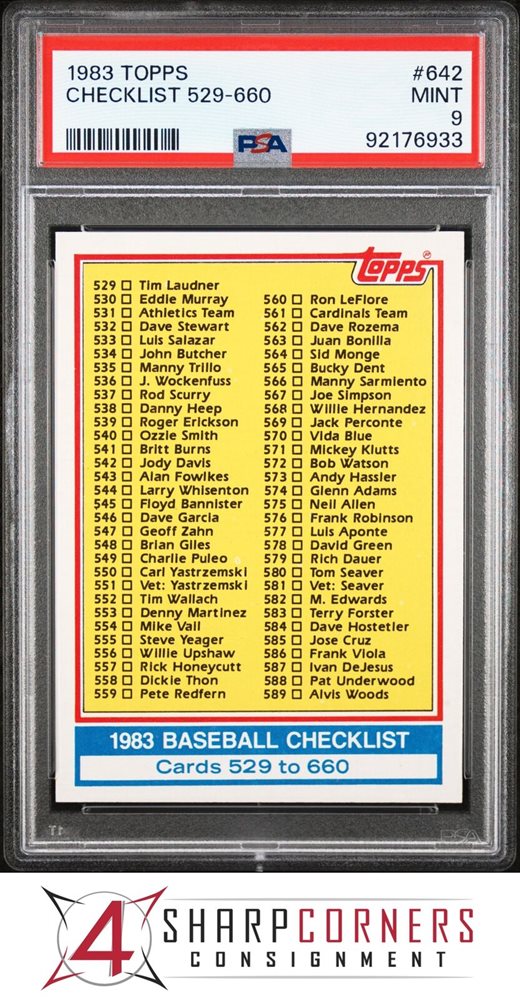 1983 TOPPS #642
CHECKLIST 529-660 MINT
9
PSA 92176933
topps
529 □ Tim Laudner
530 □ Eddie Murray
531 □ Athletics Team
532 □ Dave Stewart
533 □ Luis Salazar
534 □ John Butcher
535 □ Manny Trillo
536 □ J. Wockenfuss
537 □ Rod Scurry
538 □ Danny Heep
539 □ Roger Erickson
540 □ Ozzie Smith
541 □ Britt Burns
542 □ Jody Davis
543 □ Alan Fowlkes
544 □ Larry Whisenton
545 □ Floyd Bannister
546 □ Dave Garcia
547 □ Geoff Zahn
548 □ Brian Giles
549 □ Charlie Puleo
550 □ Carl Yastrzemski
551 □ Vet: Yastrzemski
552 □ Tim Wallach
553 □ Denny Martinez
554 □ Mike Vail
555 □ Steve Yeager
556 □ Willie Upshaw
557 □ Rick Honeycutt
558 □ Dickie Thon
559 □ Pete Redfern
560 □ Ron LeFlore
561 □ Cardinals Team
562 □ Dave Rozema
563 □ Juan Bonilla
564 □ Sid Monge
565 □ Bucky Dent
566 □ Manny Sarmiento
567 □ Joe Simpson
568 □ Willie Hernandez
569 □ Jack Perconte
570 □ Vida Blue
571 □ Mickey Klutts
572 □ Bob Watson
573 □ Andy Hassler
574 □ Glenn Adams
575 □ Neil Allen
576 □ Frank Robinson
577 □ Luis Aponte
578 □ David Green
579 □ Rich Dauer
580 □ Tom Seaver
581 □ Vet: Seaver
582 □ M. Edwards
583 □ Terry Forster
584 □ Dave Hostetler
585 □ Jose Cruz
586 □ Frank Viola
587 □ Ivan DeJesus
588 □ Pat Underwood
589 □ Alvis Woods
1983 BASEBALL CHECKLIST
Cards 529 to 660
PSA
4 SHARPCORNERS
CONSIGNMENT